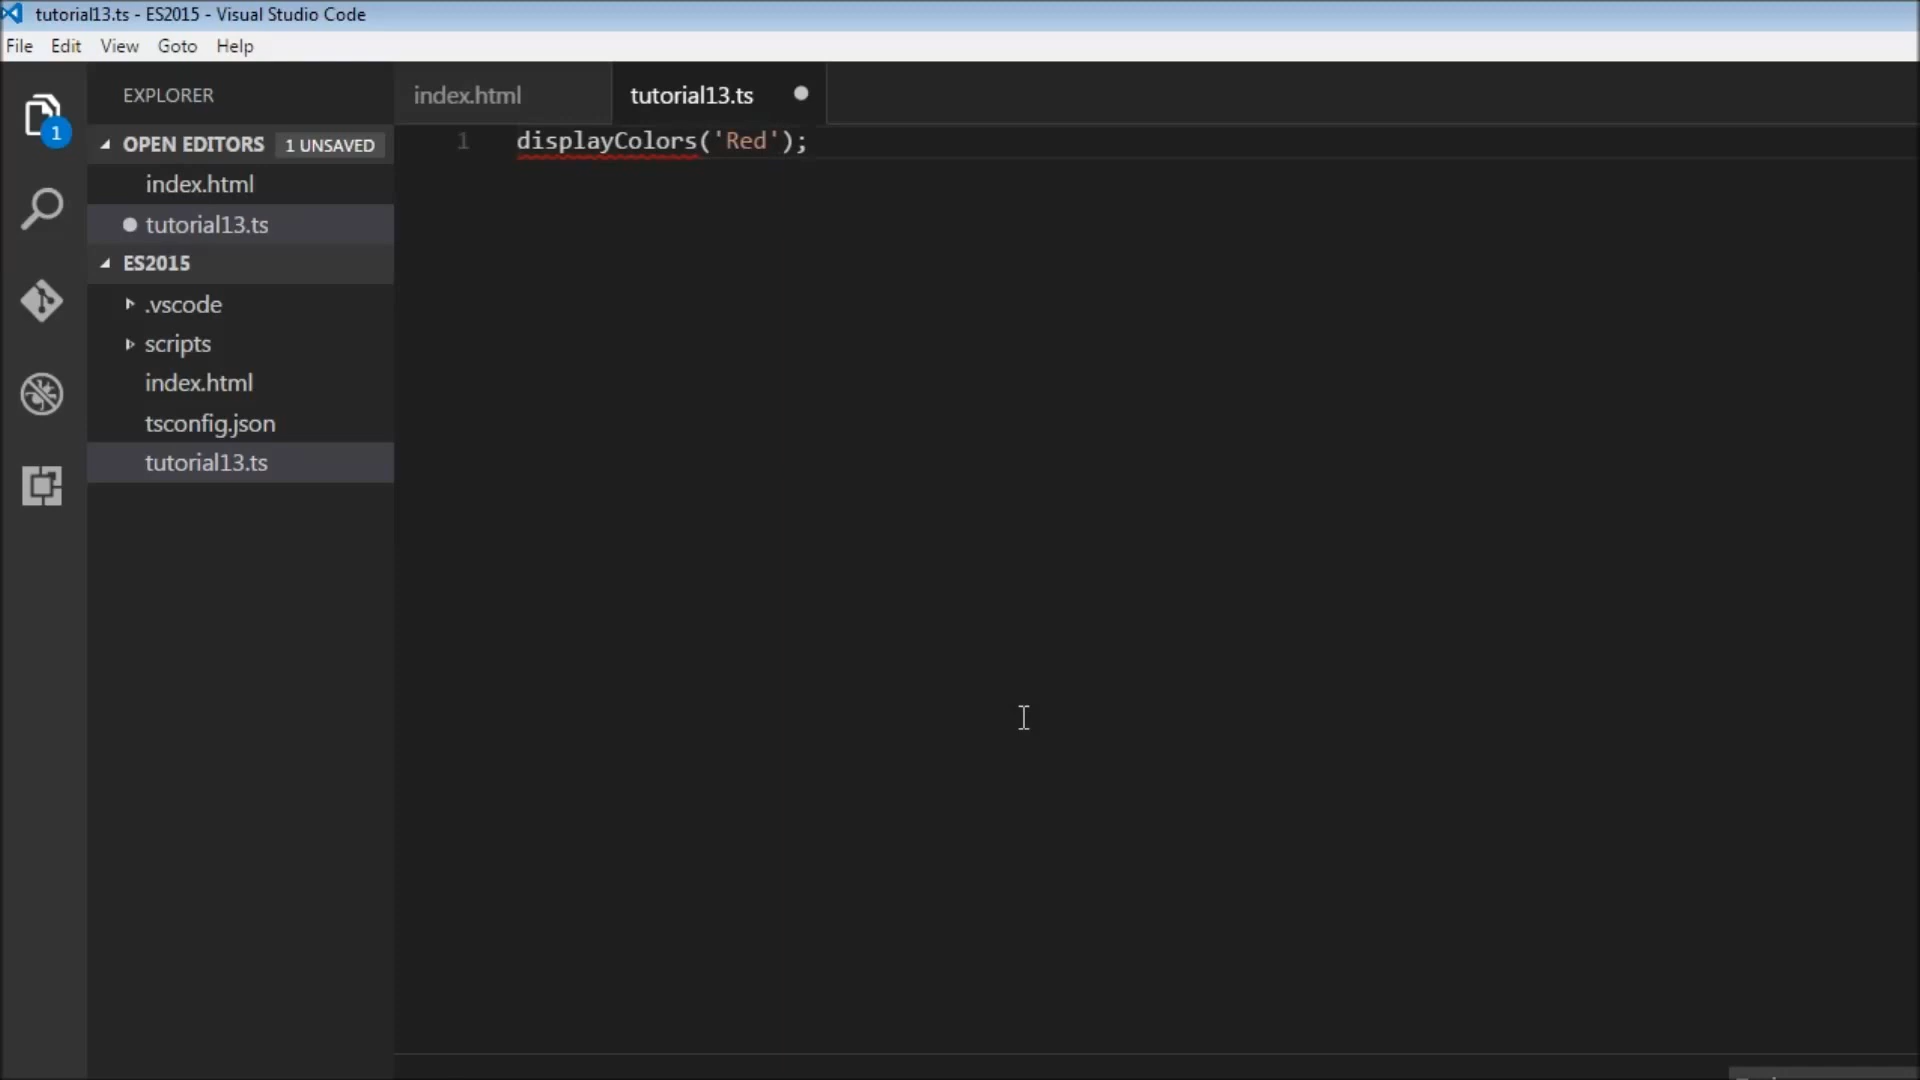 tutorial13.ts - ES2015 - Visual Studio Code
File Edit View Goto Help
EXPLORER
index.html
tutorial13.ts
1
OPEN EDITORS 1 UNSAVED
index.html
tutorial13.ts
ES2015
.vscode
scripts
index.html
tsconfig.json
tutorial13.ts
1 displayColors('Red');